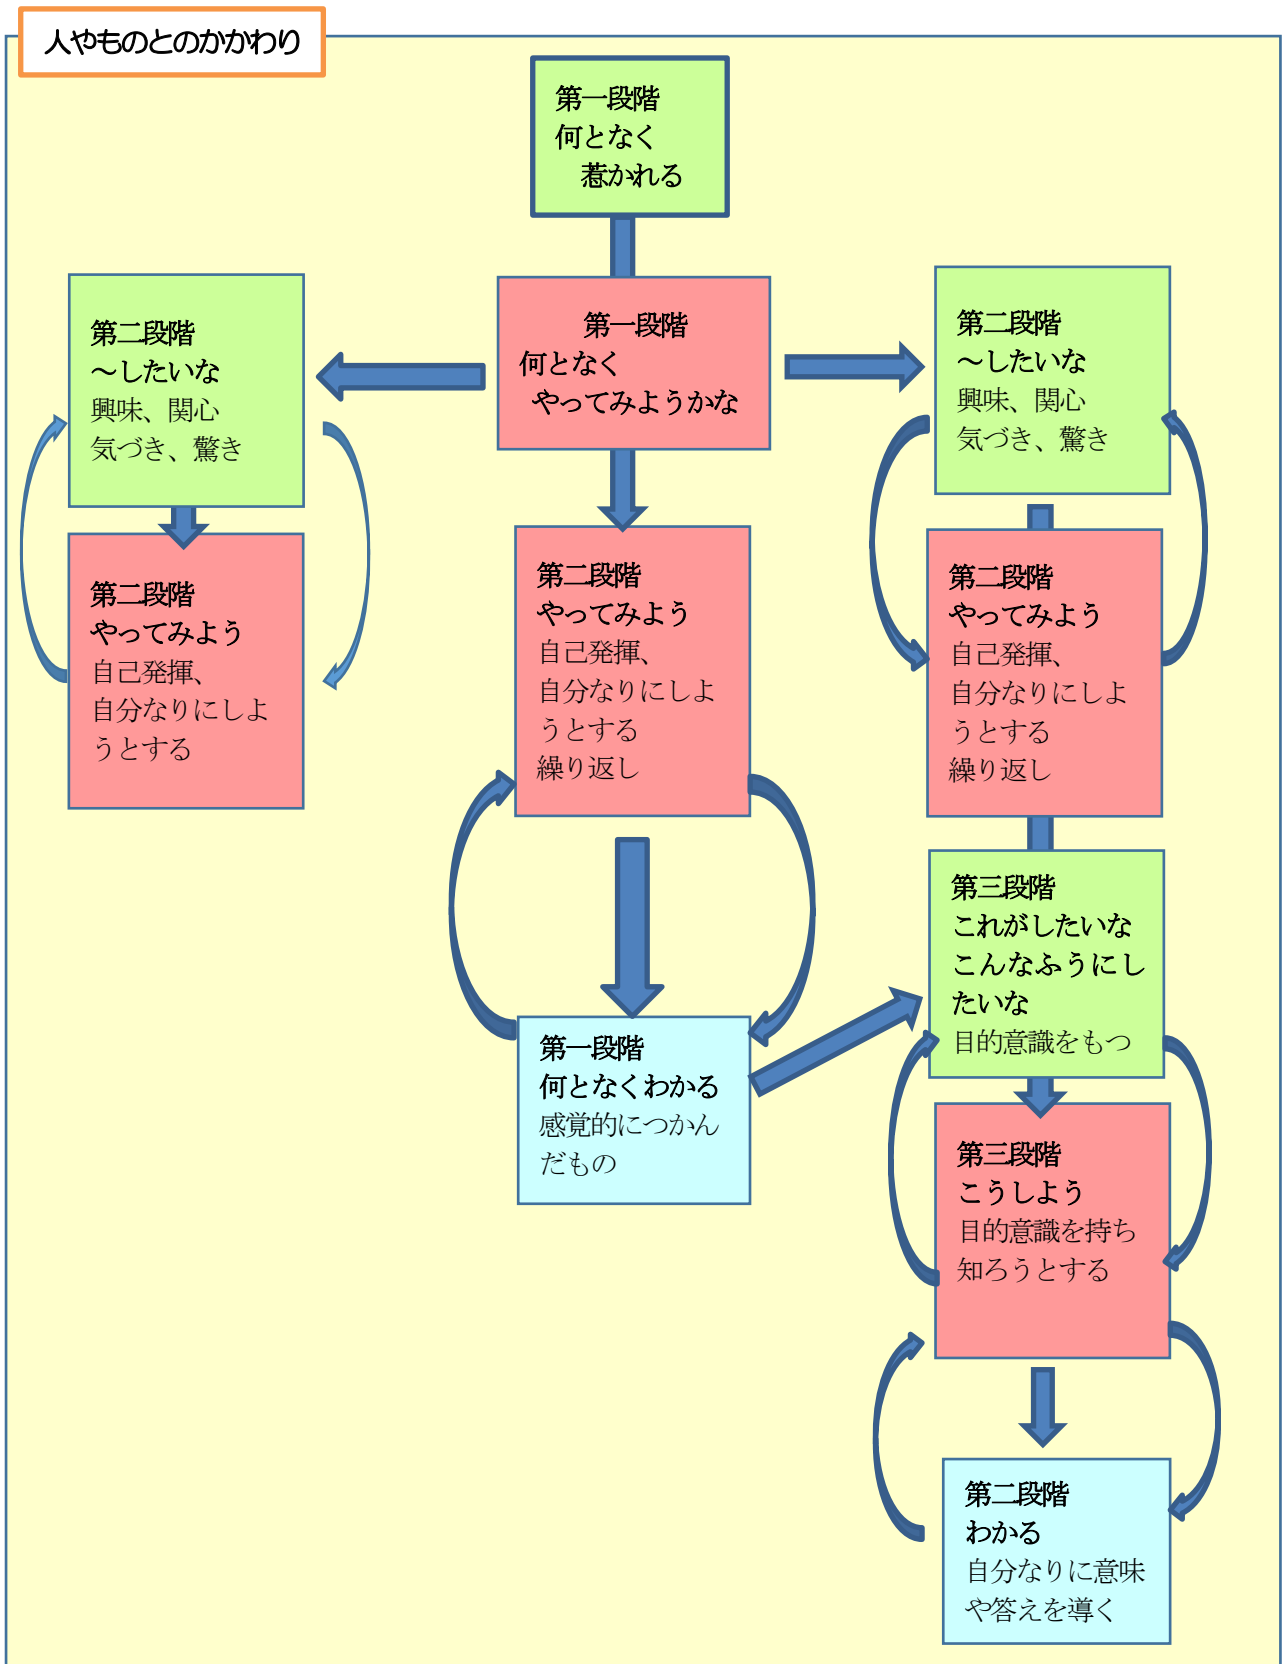 人やものとのかかわり
第一段階
何となく
惹かれる
第一段階
何となく
やってみようかな
第二段階
～したいな
興味、関心
気づき、驚き
第二段階
やってみよう
自己発揮、
自分なりにしよ
うとする
第二段階
やってみよう
自己発揮、
自分なりにしよ
うとする
繰り返し
第一段階
何となくわかる
感覚的につかん
だもの
第二段階
～したいな
興味、関心
気づき、驚き
第二段階
やってみよう
自己発揮、
自分なりにしよ
うとする
繰り返し
第三段階
これがしたいな
こんなふうにし
たいな
目的意識をもつ
第三段階
こうしよう
目的意識を持ち
知ろうとする
第二段階
わかる
自分なりに意味
や答えを導く